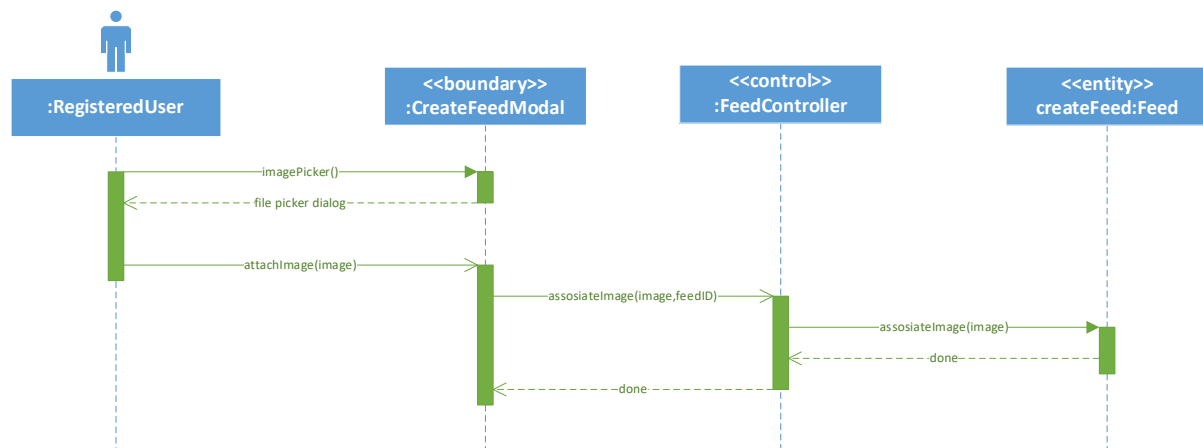 :RegisteredUser
<<boundary>>
:CreateFeedModal
<<control>>
:FeedController
<<entity>>
createFeed:Feed
imagePicker()
file picker dialog
attachImage(image)
assosiateImage(image,feedID)
assosiateImage(image)
done
done